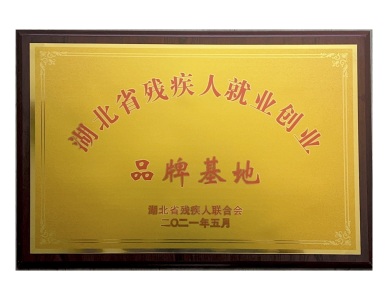 湖北省残疾人就业创业
品牌基地
湖北省残疾人联合会
二〇二一年五月